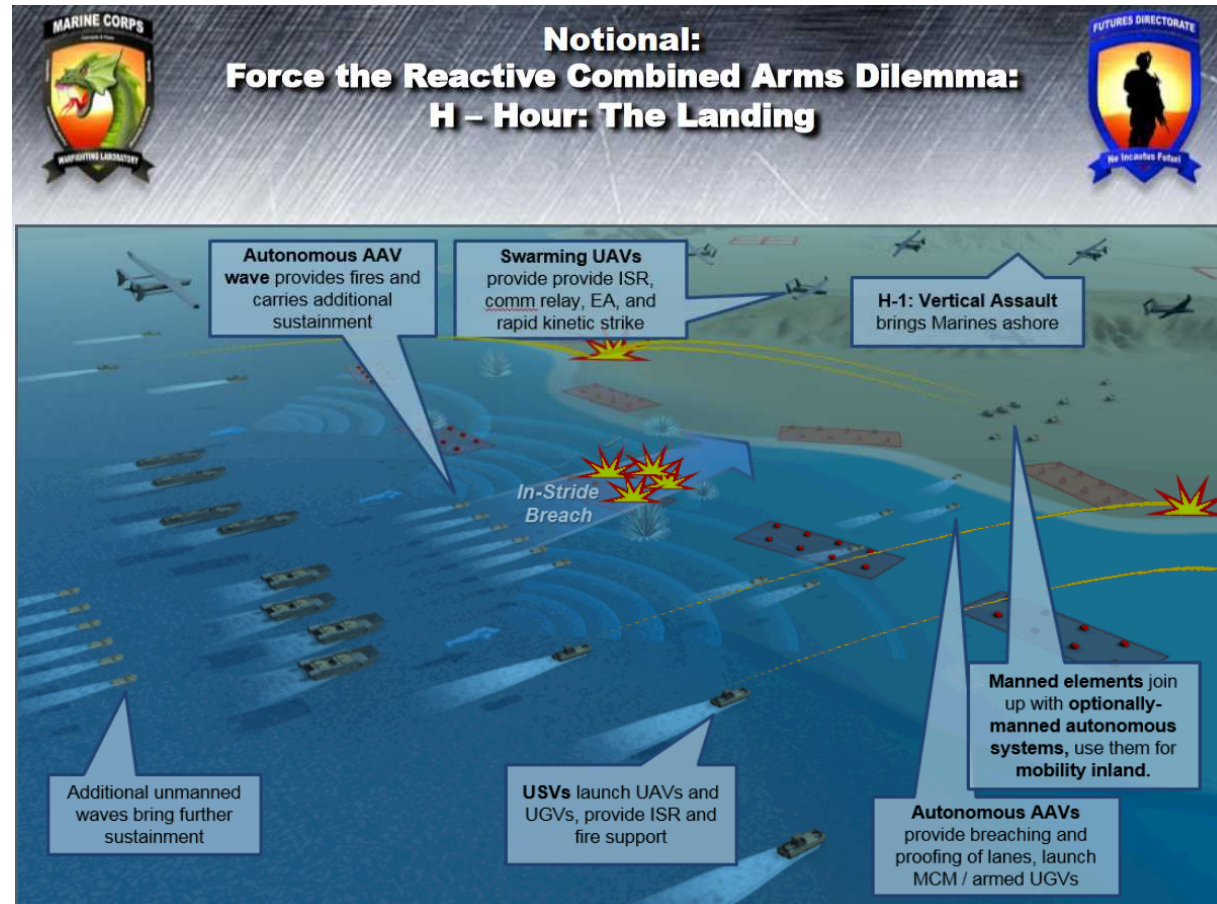 MARINE CORPS
WARFIGHTING LABORATORY
FUTURES DIRECTORATE
No Incautus Futuri
Notional:
Force the Reactive Combined Arms Dilemma:
H – Hour: The Landing
Autonomous AAV
wave provides fires and
carries additional
sustainment
Swarming UAVs
provide provide ISR,
comm relay, EA, and
rapid kinetic strike
H-1: Vertical Assault
brings Marines ashore
In-Stride
Breach
Manned elements join
up with optionally-
manned autonomous
systems, use them for
mobility inland.
Additional unmanned
waves bring further
sustainment
USVs launch UAVs and
UGVs, provide ISR and
fire support
Autonomous AAVs
provide breaching and
proofing of lanes, launch
MCM / armed UGVs